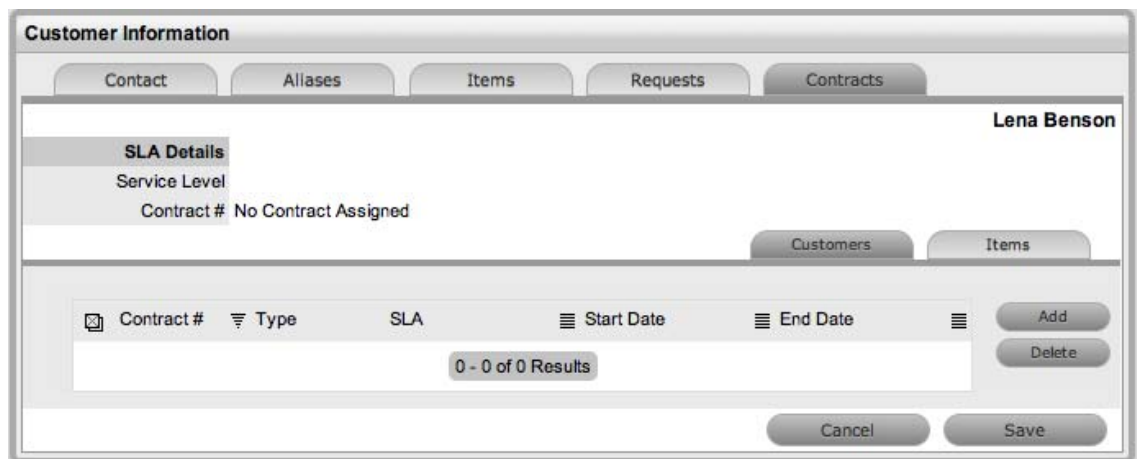 Customer Information
Contact Aliases Items Requests Contracts
Lena Benson
SLA Details
Service Level
Contract # No Contract Assigned
Customers Items
Contract # Type SLA Start Date End Date
Add
Delete
0 - 0 of 0 Results
Cancel Save